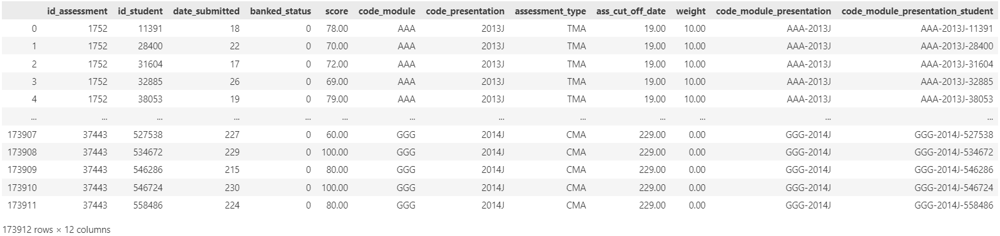 id_assessment id_student date_submitted banked_status score code_module code_presentation assessment_type ass_cut_off_date weight code_module_presentation code_module_presentation_student
0 1752 11391 18 0 78.00 AAA 2013J TMA 19.00 10.00 AAA-2013J AAA-2013J-11391
1 1752 28400 22 0 70.00 AAA 2013J TMA 19.00 10.00 AAA-2013J AAA-2013J-28400
2 1752 31604 17 0 72.00 AAA 2013J TMA 19.00 10.00 AAA-2013J AAA-2013J-31604
3 1752 32885 26 0 69.00 AAA 2013J TMA 19.00 10.00 AAA-2013J AAA-2013J-32885
4 1752 38053 19 0 79.00 AAA 2013J TMA 19.00 10.00 AAA-2013J AAA-2013J-38053
... ... ... ... ... ... ... ... ... ... ... ... ...
173907 37443 527538 227 0 60.00 GGG 2014J CMA 229.00 0.00 GGG-2014J GGG-2014J-527538
173908 37443 534672 229 0 100.00 GGG 2014J CMA 229.00 0.00 GGG-2014J GGG-2014J-534672
173909 37443 546286 215 0 80.00 GGG 2014J CMA 229.00 0.00 GGG-2014J GGG-2014J-546286
173910 37443 546724 230 0 100.00 GGG 2014J CMA 229.00 0.00 GGG-2014J GGG-2014J-546724
173911 37443 558486 224 0 80.00 GGG 2014J CMA 229.00 0.00 GGG-2014J GGG-2014J-558486
173912 rows × 12 columns